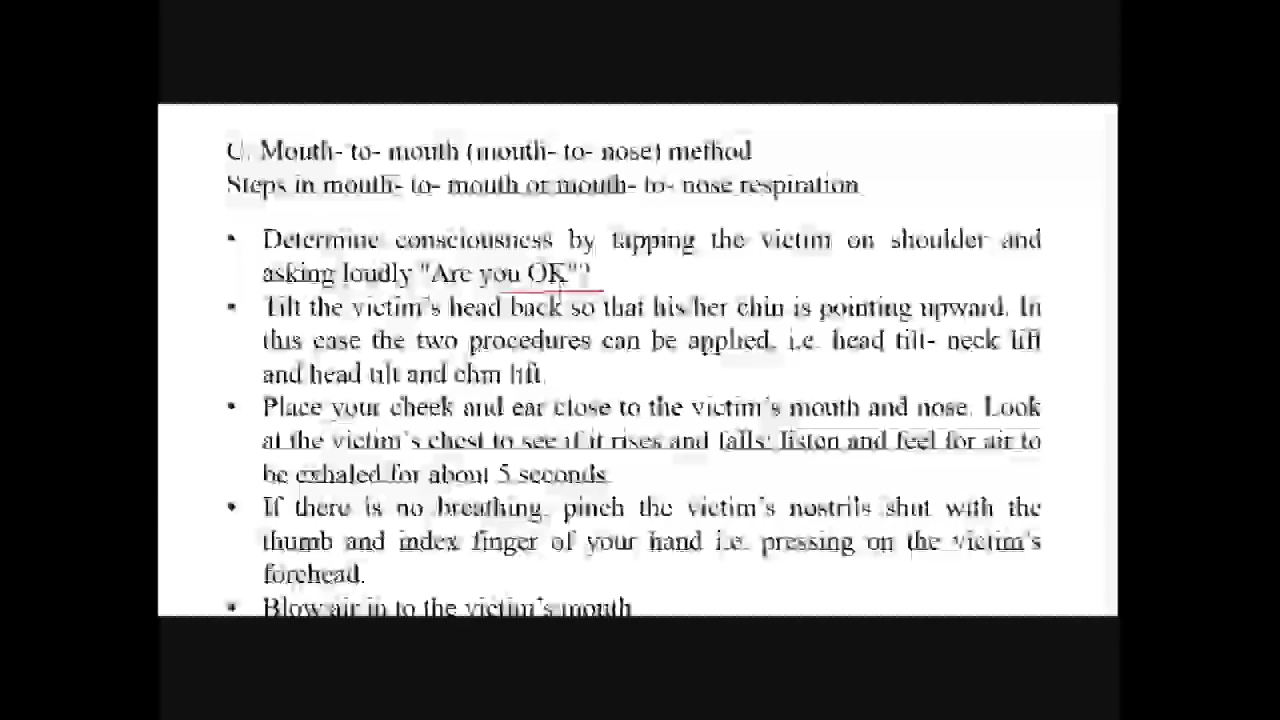 C. Mouth- to- mouth (mouth- to- nose) method
Steps in mouth- to- mouth or mouth- to- nose respiration
• Determine consciousness by tapping the victim on shoulder and
asking loudly "Are you OK"?
• Tilt the victim's head back so that his/her chin is pointing upward. In
this case the two procedures can be applied, i.e. head tilt- neck lift
and head tilt and chin lift.
• Place your cheek and ear close to the victim's mouth and nose. Look
at the victim's chest to see if it rises and falls; listen and feel for air to
be exhaled for about 5 seconds.
• If there is no breathing, pinch the victim's nostrils shut with the
thumb and index finger of your hand i.e. pressing on the victim's
forehead.
• Blow air in to the victim's mouth